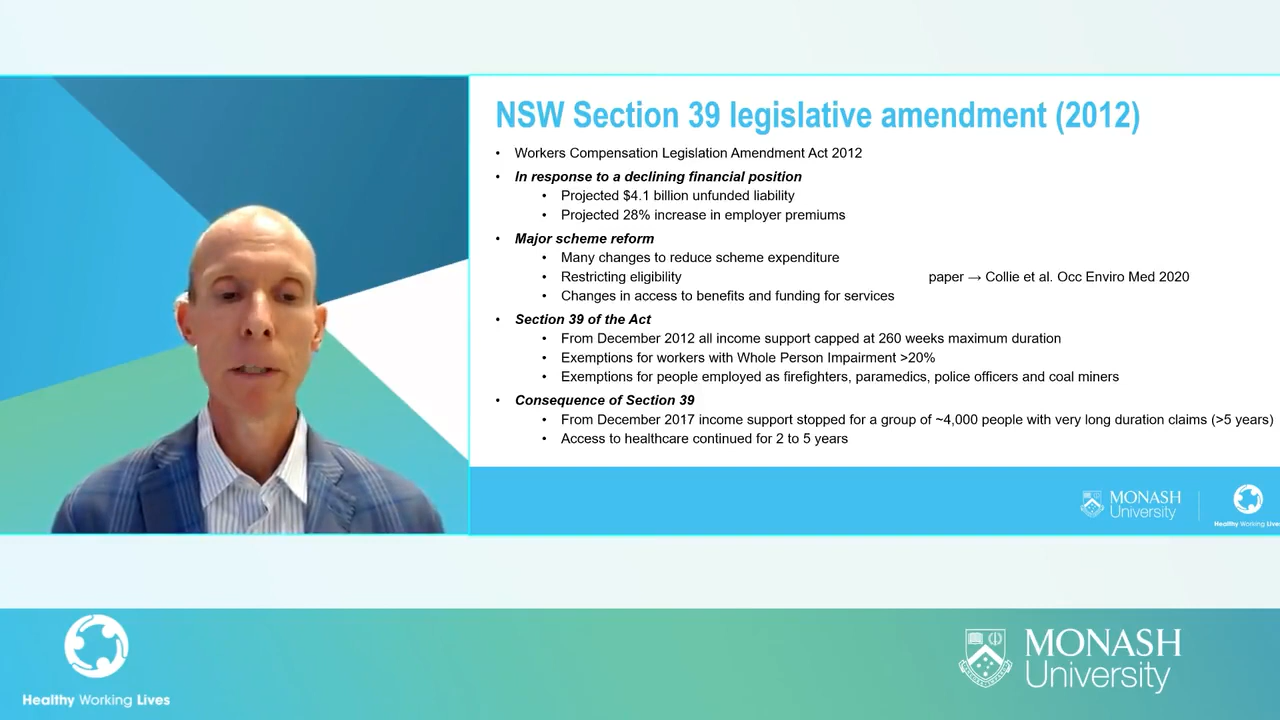 NSW Section 39 legislative amendment (2012)
• Workers Compensation Legislation Amendment Act 2012
• In response to a declining financial position
• Projected $4.1 billion unfunded liability
• Projected 28% increase in employer premiums
• Major scheme reform
• Many changes to reduce scheme expenditure
• Restricting eligibility
paper → Collie et al. Occ Enviro Med 2020
• Changes in access to benefits and funding for services
• Section 39 of the Act
• From December 2012 all income support capped at 260 weeks maximum duration
• Exemptions for workers with Whole Person Impairment >20%
• Exemptions for people employed as firefighters, paramedics, police officers and coal miners
• Consequence of Section 39
• From December 2017 income support stopped for a group of ~4,000 people with very long duration claims (>5 years)
• Access to healthcare continued for 2 to 5 years
MONASH
University
Healthy Working Lives
Healthy Working Lives
MONASH
University